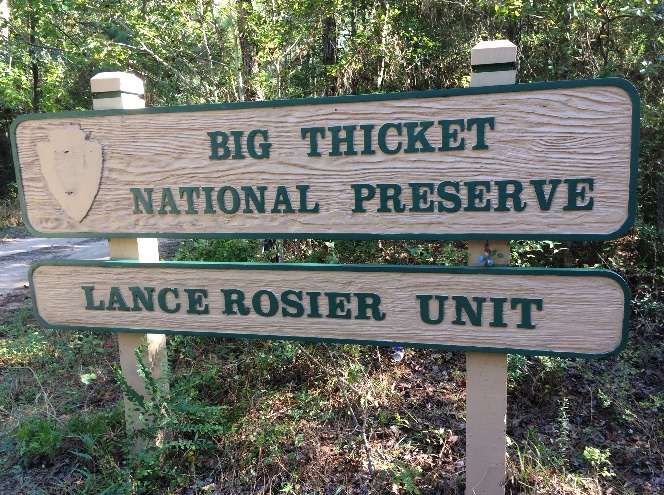 BIG THICKET
NATIONAL PRESERVE
LANCE ROSIER UNIT